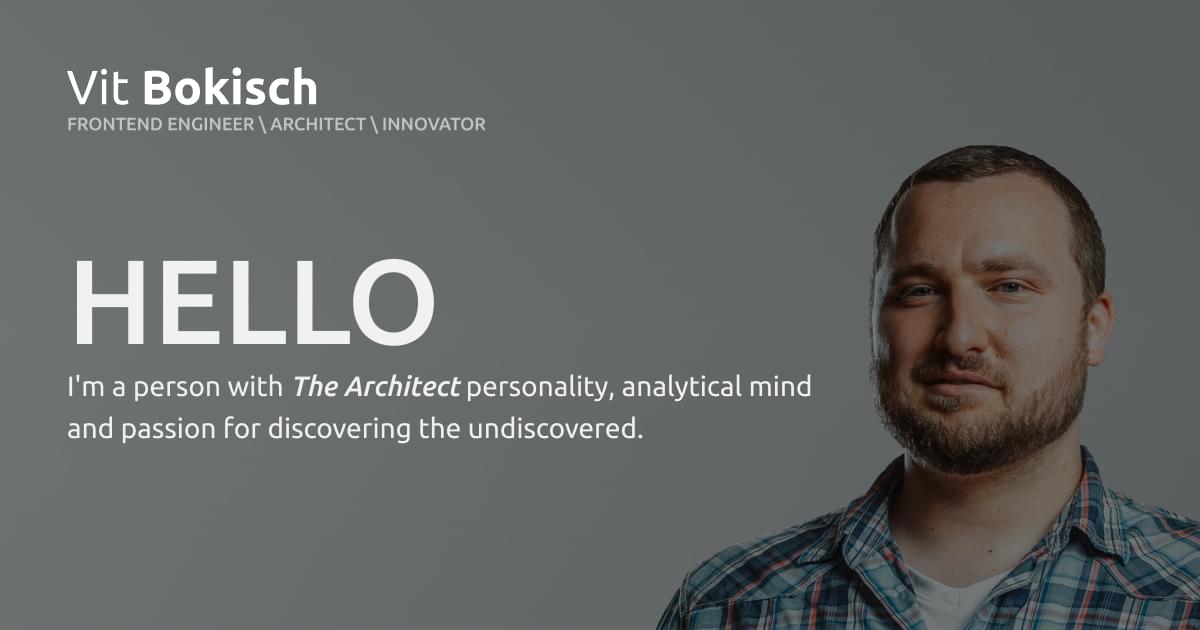 Vit Bokisch
FRONTEND ENGINEER \ ARCHITECT \ INNOVATOR
HELLO
I'm a person with The Architect personality, analytical mind
and passion for discovering the undiscovered.